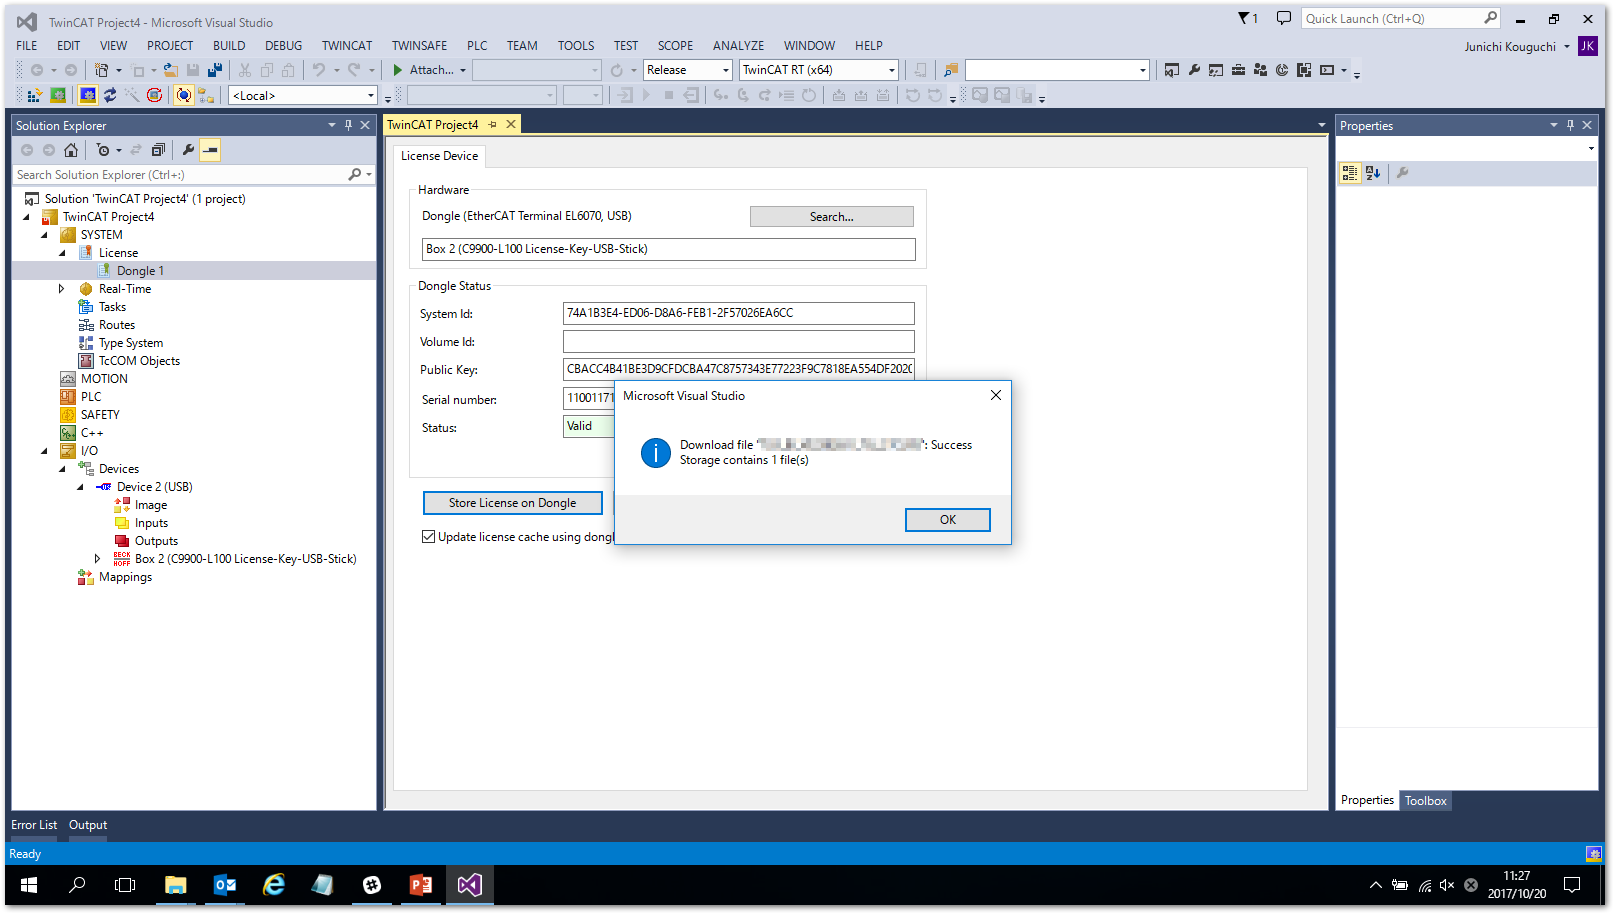 TwinCAT Project4 - Microsoft Visual Studio
1
Quick Launch (Ctrl+Q)
FILE EDIT VIEW PROJECT BUILD DEBUG TWINCAT TWINSAFE PLC TEAM TOOLS TEST SCOPE ANALYZE WINDOW HELP
Junichi Kouguchi JK
Attach... Release TwinCAT RT (x64)
<Local>
Solution Explorer
Search Solution Explorer (Ctrl+:)
Solution 'TwinCAT Project4' (1 project)
TwinCAT Project4
SYSTEM
License
Dongle 1
Real-Time
Tasks
Routes
Type System
TcCOM Objects
MOTION
PLC
SAFETY
C++
I/O
Devices
Device 2 (USB)
Image
Inputs
Outputs
BECK
HOFF
Box 2 (C9900-L100 License-Key-USB-Stick)
Mappings
TwinCAT Project4
License Device
Hardware
Dongle (EtherCAT Terminal EL6070, USB)
Search...
Box 2 (C9900-L100 License-Key-USB-Stick)
Dongle Status
System Id: 74A1B3E4-ED06-D8A6-FEB1-2F57026EA6CC
Volume Id:
Public Key: CBACC4B41BE3D9CFDCBA47C8757343E77223F9C7818EA554DF202
Serial number: 11001171
Status: Valid
Store License on Dongle
Update license cache using dongl
Microsoft Visual Studio
Download file ": Success
Storage contains 1 file(s)
OK
Properties
Properties Toolbox
Error List Output
Ready
11:27
2017/10/20